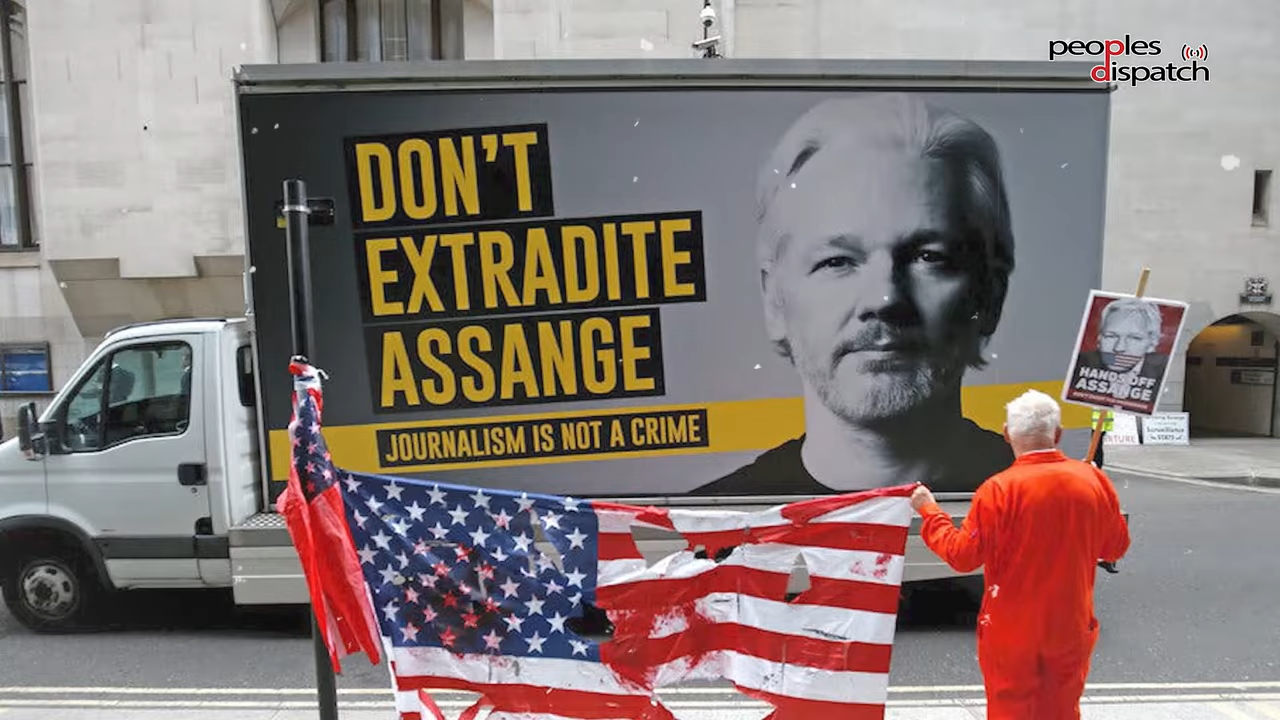 peoples
dispatch
DON'T
EXTRADITE
ASSANGE
JOURNALISM IS NOT A CRIME
HANDS OFF
ASSANGE